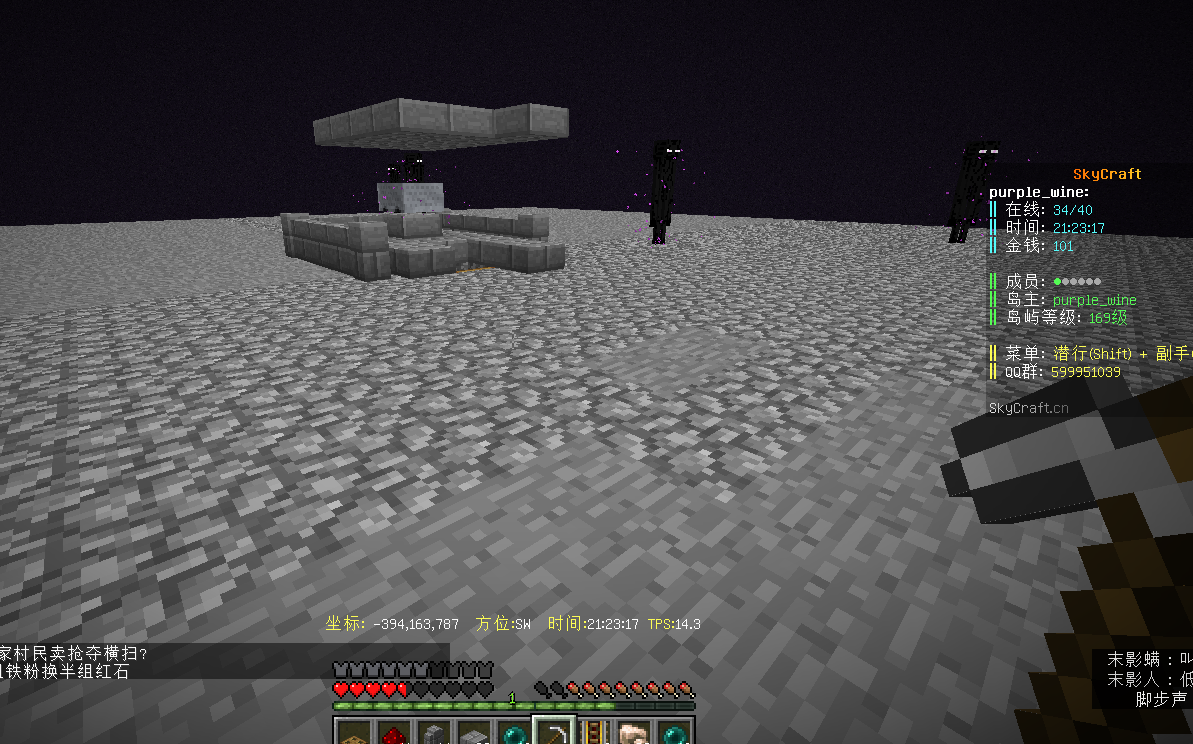 SkyCraft
purple_wine:
在线: 34/40
时间: 21:23:17
金钱: 101
成员:
岛主: purple_wine
岛屿等级: 169级
菜单: 潜行(Shift) + 副手
QQ群: 599951039
SkyCraft.cn
坐标: -394,163,787 方位:SW 时间:21:23:17 TPS:14.3
家村民卖抢夺横扫?
铁粉换半组红石
末影螨：叫
末影人：低
脚步声
1